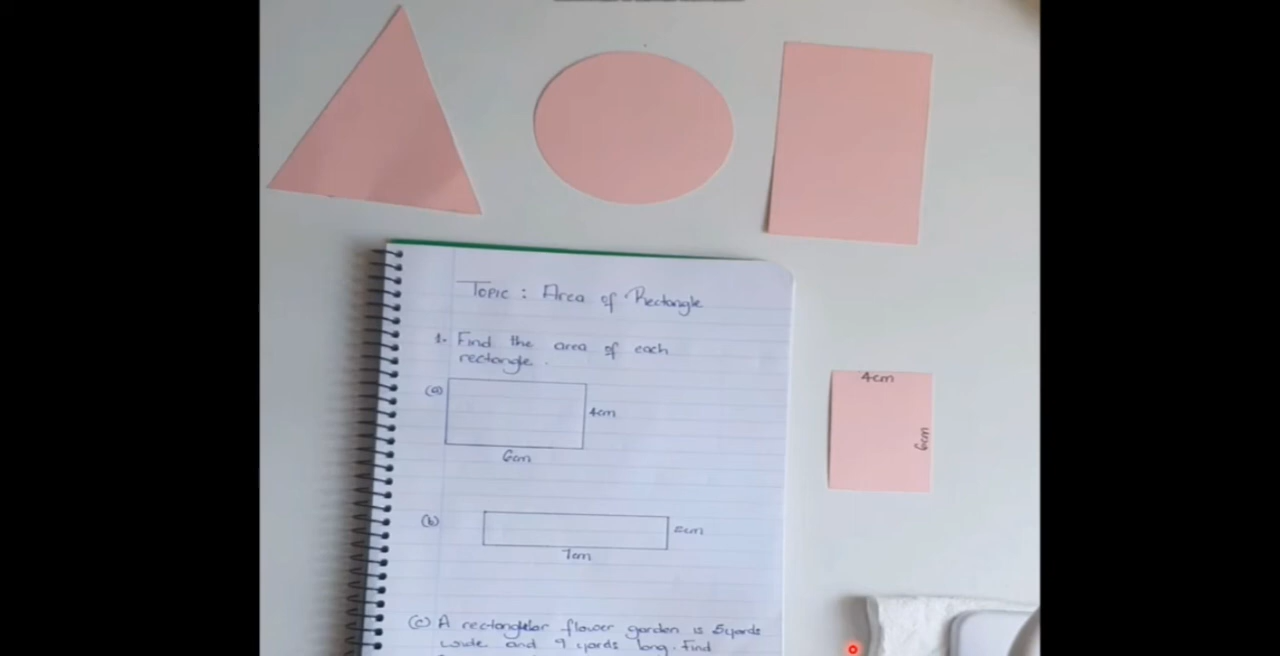 Topic : Area of Rectangle
1. Find the area of each
rectangle.
(a)
4cm
6cm
(b)
7cm
(c) A rectangular flower garden is 5yards
wide and 9 yards long. Find
4cm
6cm